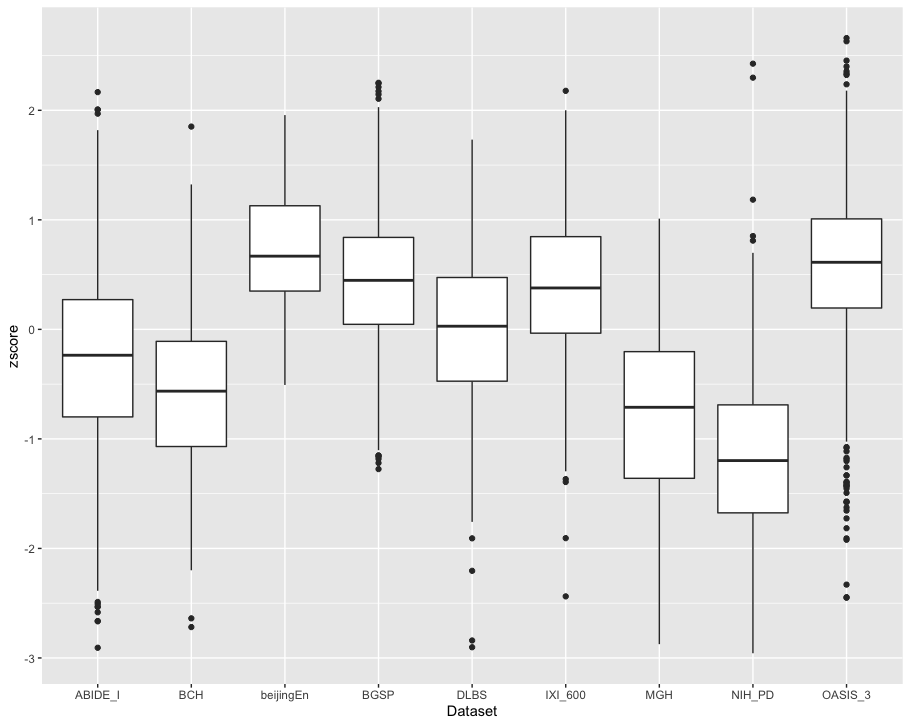 2
1
0
-1
-2
-3
zscore
ABIDE_I BCH beijingEn BGSP DLBS IXI_600 MGH NIH_PD OASIS_3
Dataset